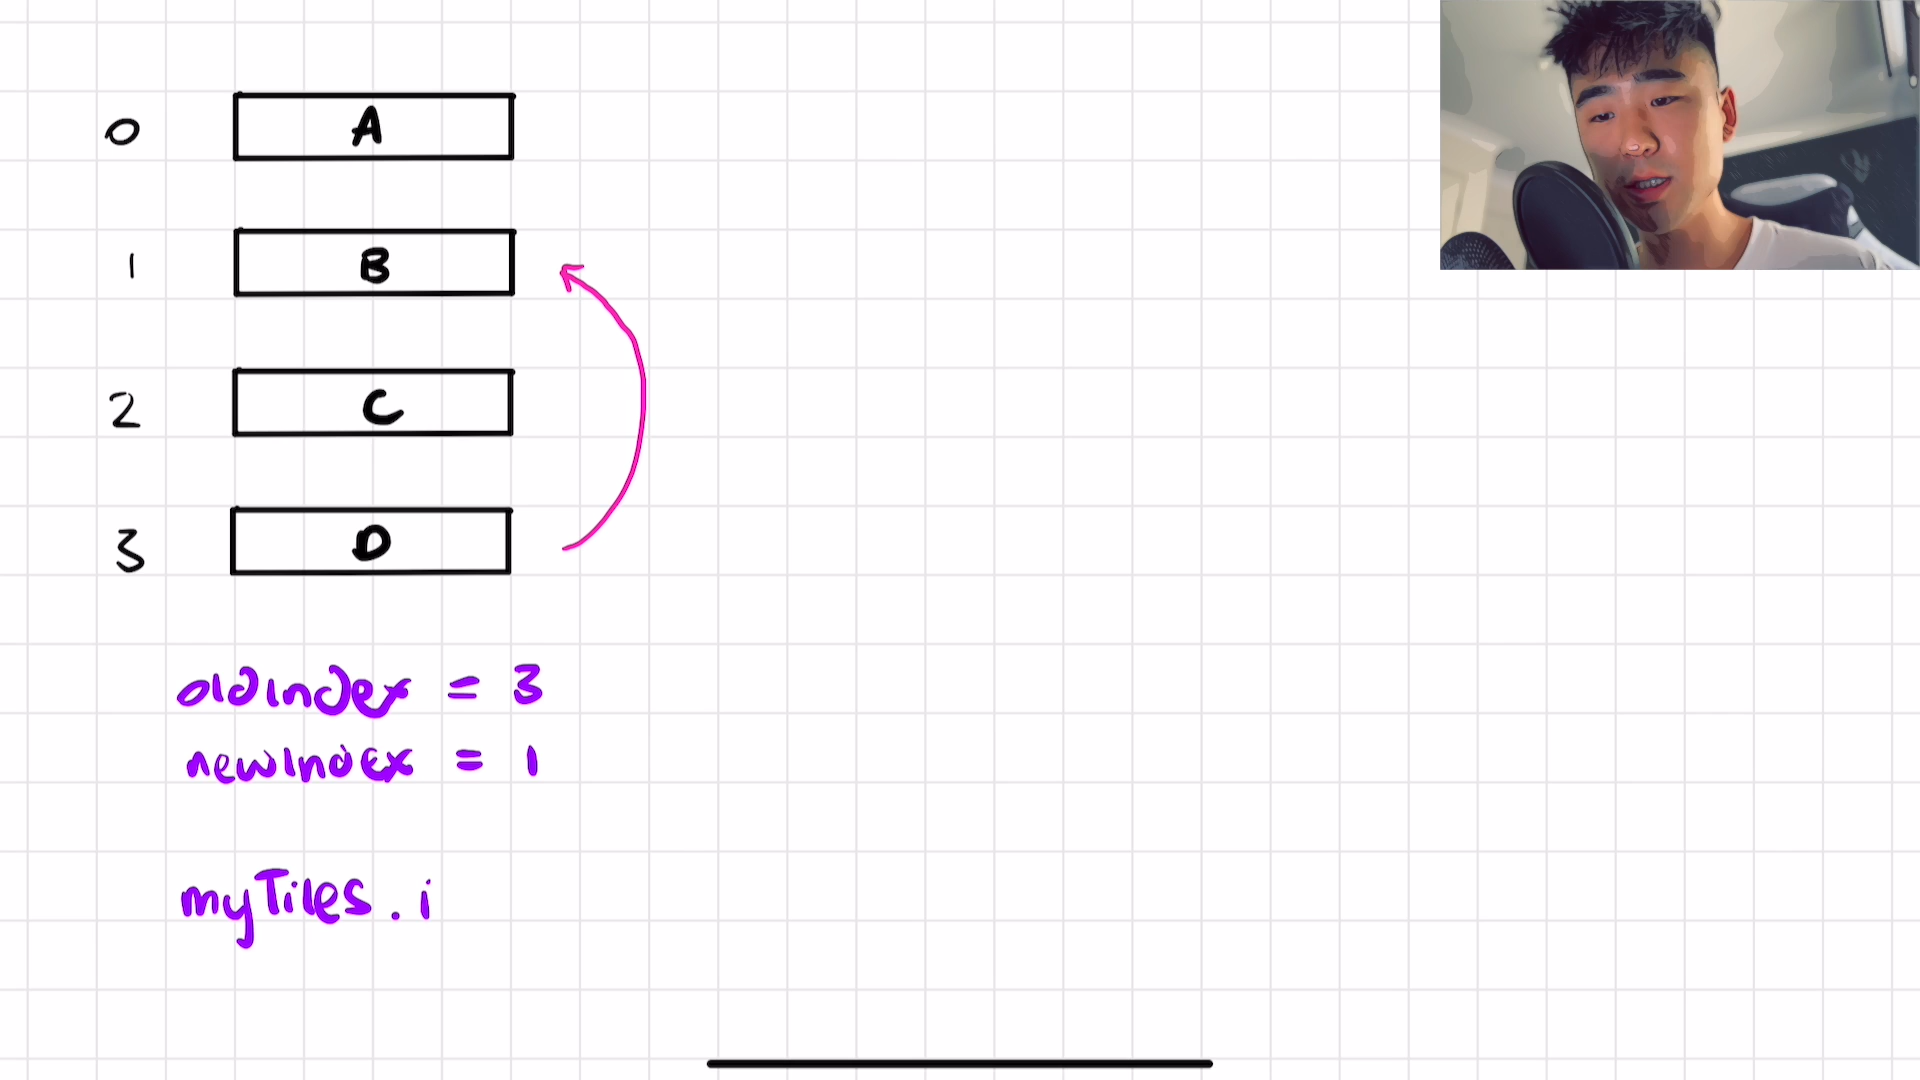 0 A
1 B
2 C
3 D
oldIndex = 3
newIndex = 1
myTiles.i